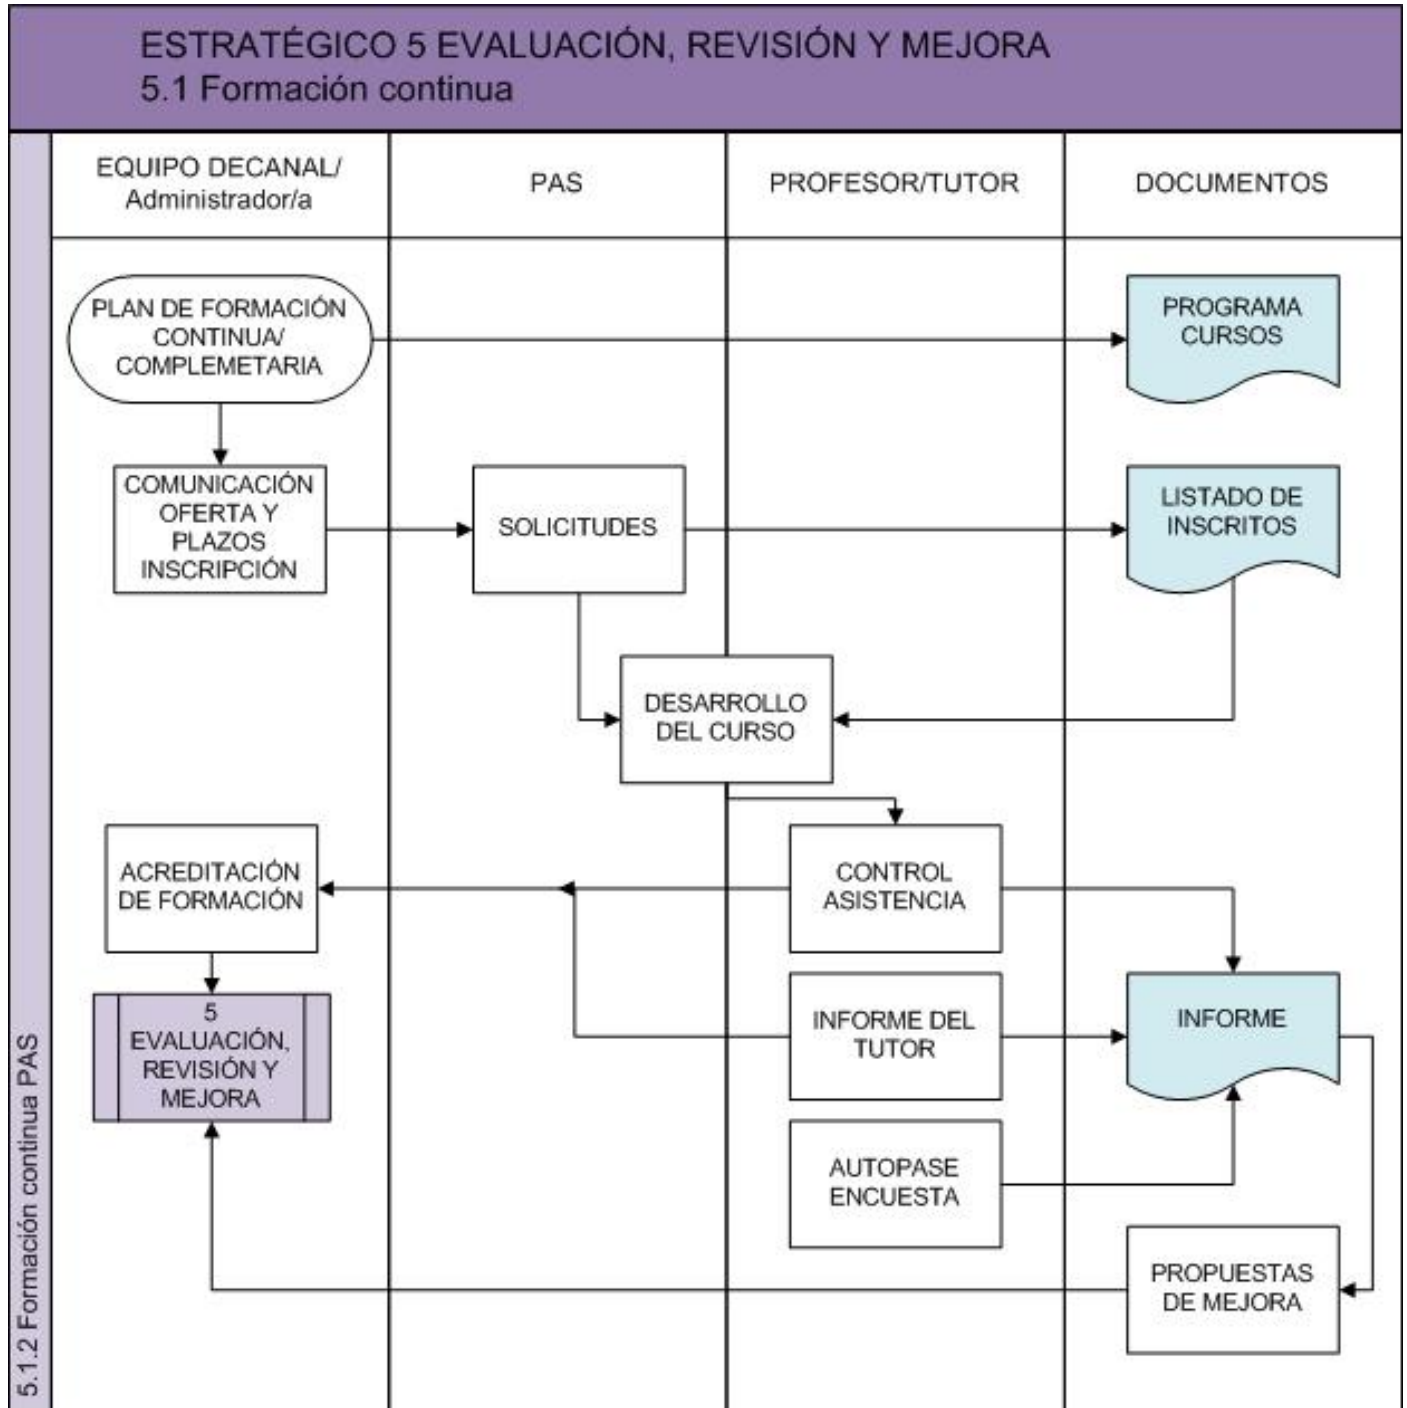 ESTRATÉGICO 5 EVALUACIÓN, REVISIÓN Y MEJORA
5.1 Formación continua
EQUIPO DECANAL/
Administrador/a
PAS
PROFESOR/TUTOR
DOCUMENTOS
PLAN DE FORMACIÓN
CONTINUA/
COMPLEMETARIA
PROGRAMA
CURSOS
COMUNICACIÓN
OFERTA Y
PLAZOS
INSCRIPCIÓN
SOLICITUDES
LISTADO DE
INSCRITOS
DESARROLLO
DEL CURSO
ACREDITACIÓN
DE FORMACIÓN
CONTROL
ASISTENCIA
5
EVALUACIÓN,
REVISIÓN Y
MEJORA
INFORME DEL
TUTOR
INFORME
AUTOPASE
ENCUESTA
PROPUESTAS
DE MEJORA
5.1.2 Formación continua PAS